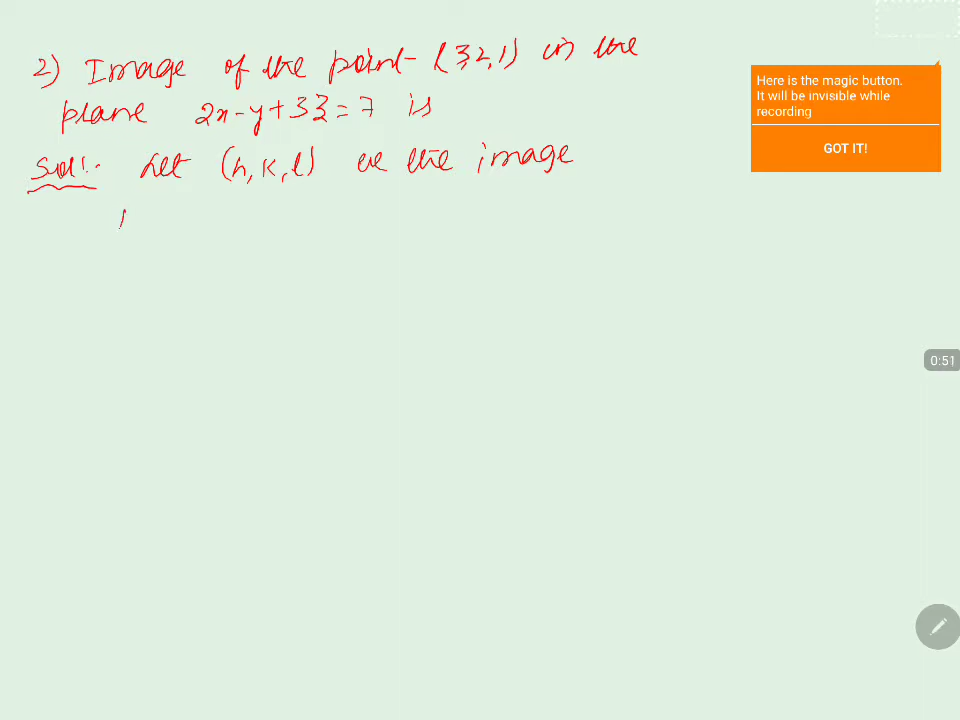 2) Image of the point (3,2,1) in the
plane 2x-y+3z=7 is
Sol:- Let (h,k,l) be the image
Here is the magic button.
It will be invisible while
recording
GOT IT!
0:51